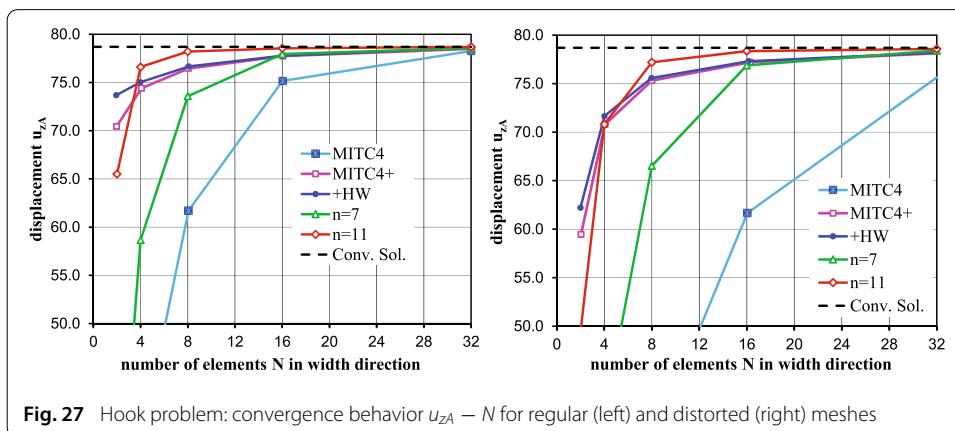 80.0
75.0
70.0
65.0
60.0
55.0
50.0
displacement uzA
MITC4
MITC4+
+HW
n=7
n=11
Conv. Sol.
0 4 8 12 16 20 24 28 32
number of elements N in width direction
80.0
75.0
70.0
65.0
60.0
55.0
50.0
displacement uzA
MITC4
MITC4+
+HW
n=7
n=11
Conv. Sol.
0 4 8 12 16 20 24 28 32
number of elements N in width direction
Fig. 27 Hook problem: convergence behavior uzA − N for regular (left) and distorted (right) meshes